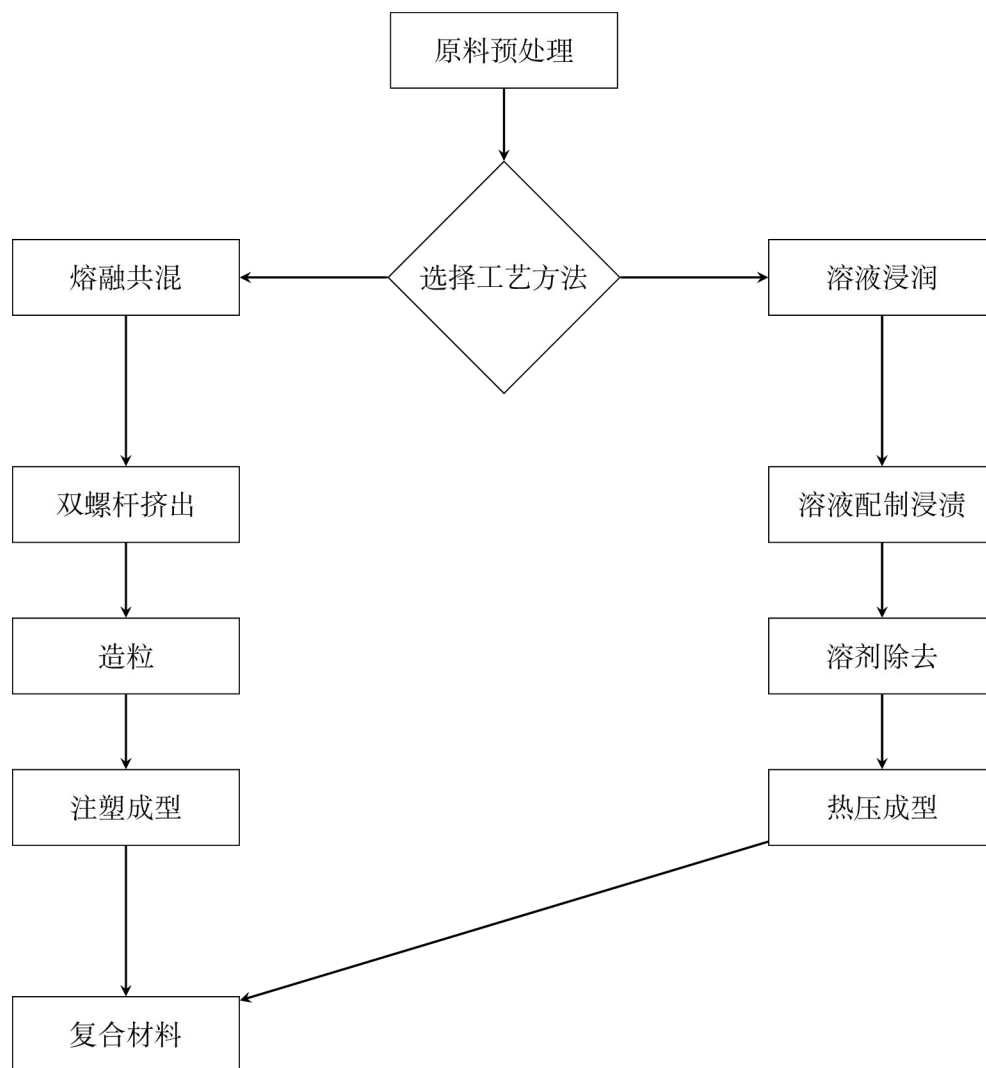 原料预处理
熔融共混
选择工艺方法
溶液浸润
双螺杆挤出
溶液配制浸渍
造粒
溶剂除去
注塑成型
热压成型
复合材料